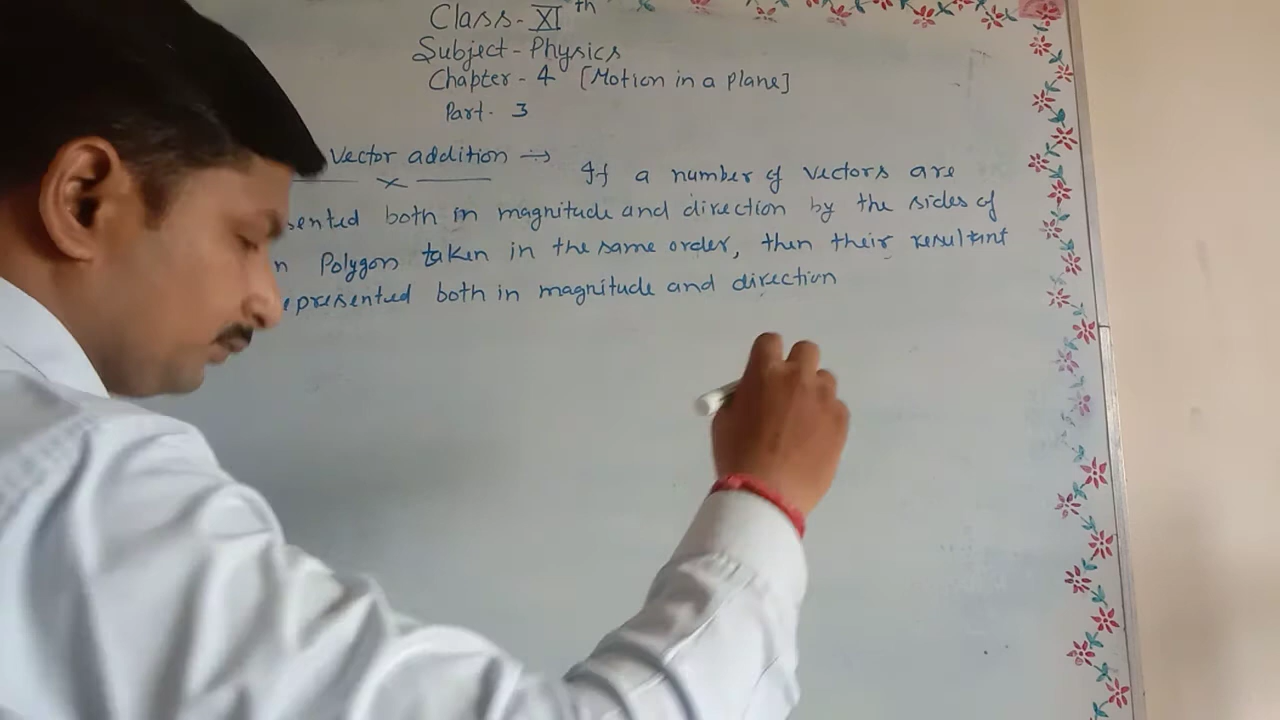 Class - XI th
Subject - Physics
Chapter - 4 [Motion in a plane]
Part - 3
Vector addition → If a number of vectors are
sented both in magnitude and direction by the sides of
n Polygon taken in the same order, then their resultant
epresented both in magnitude and direction